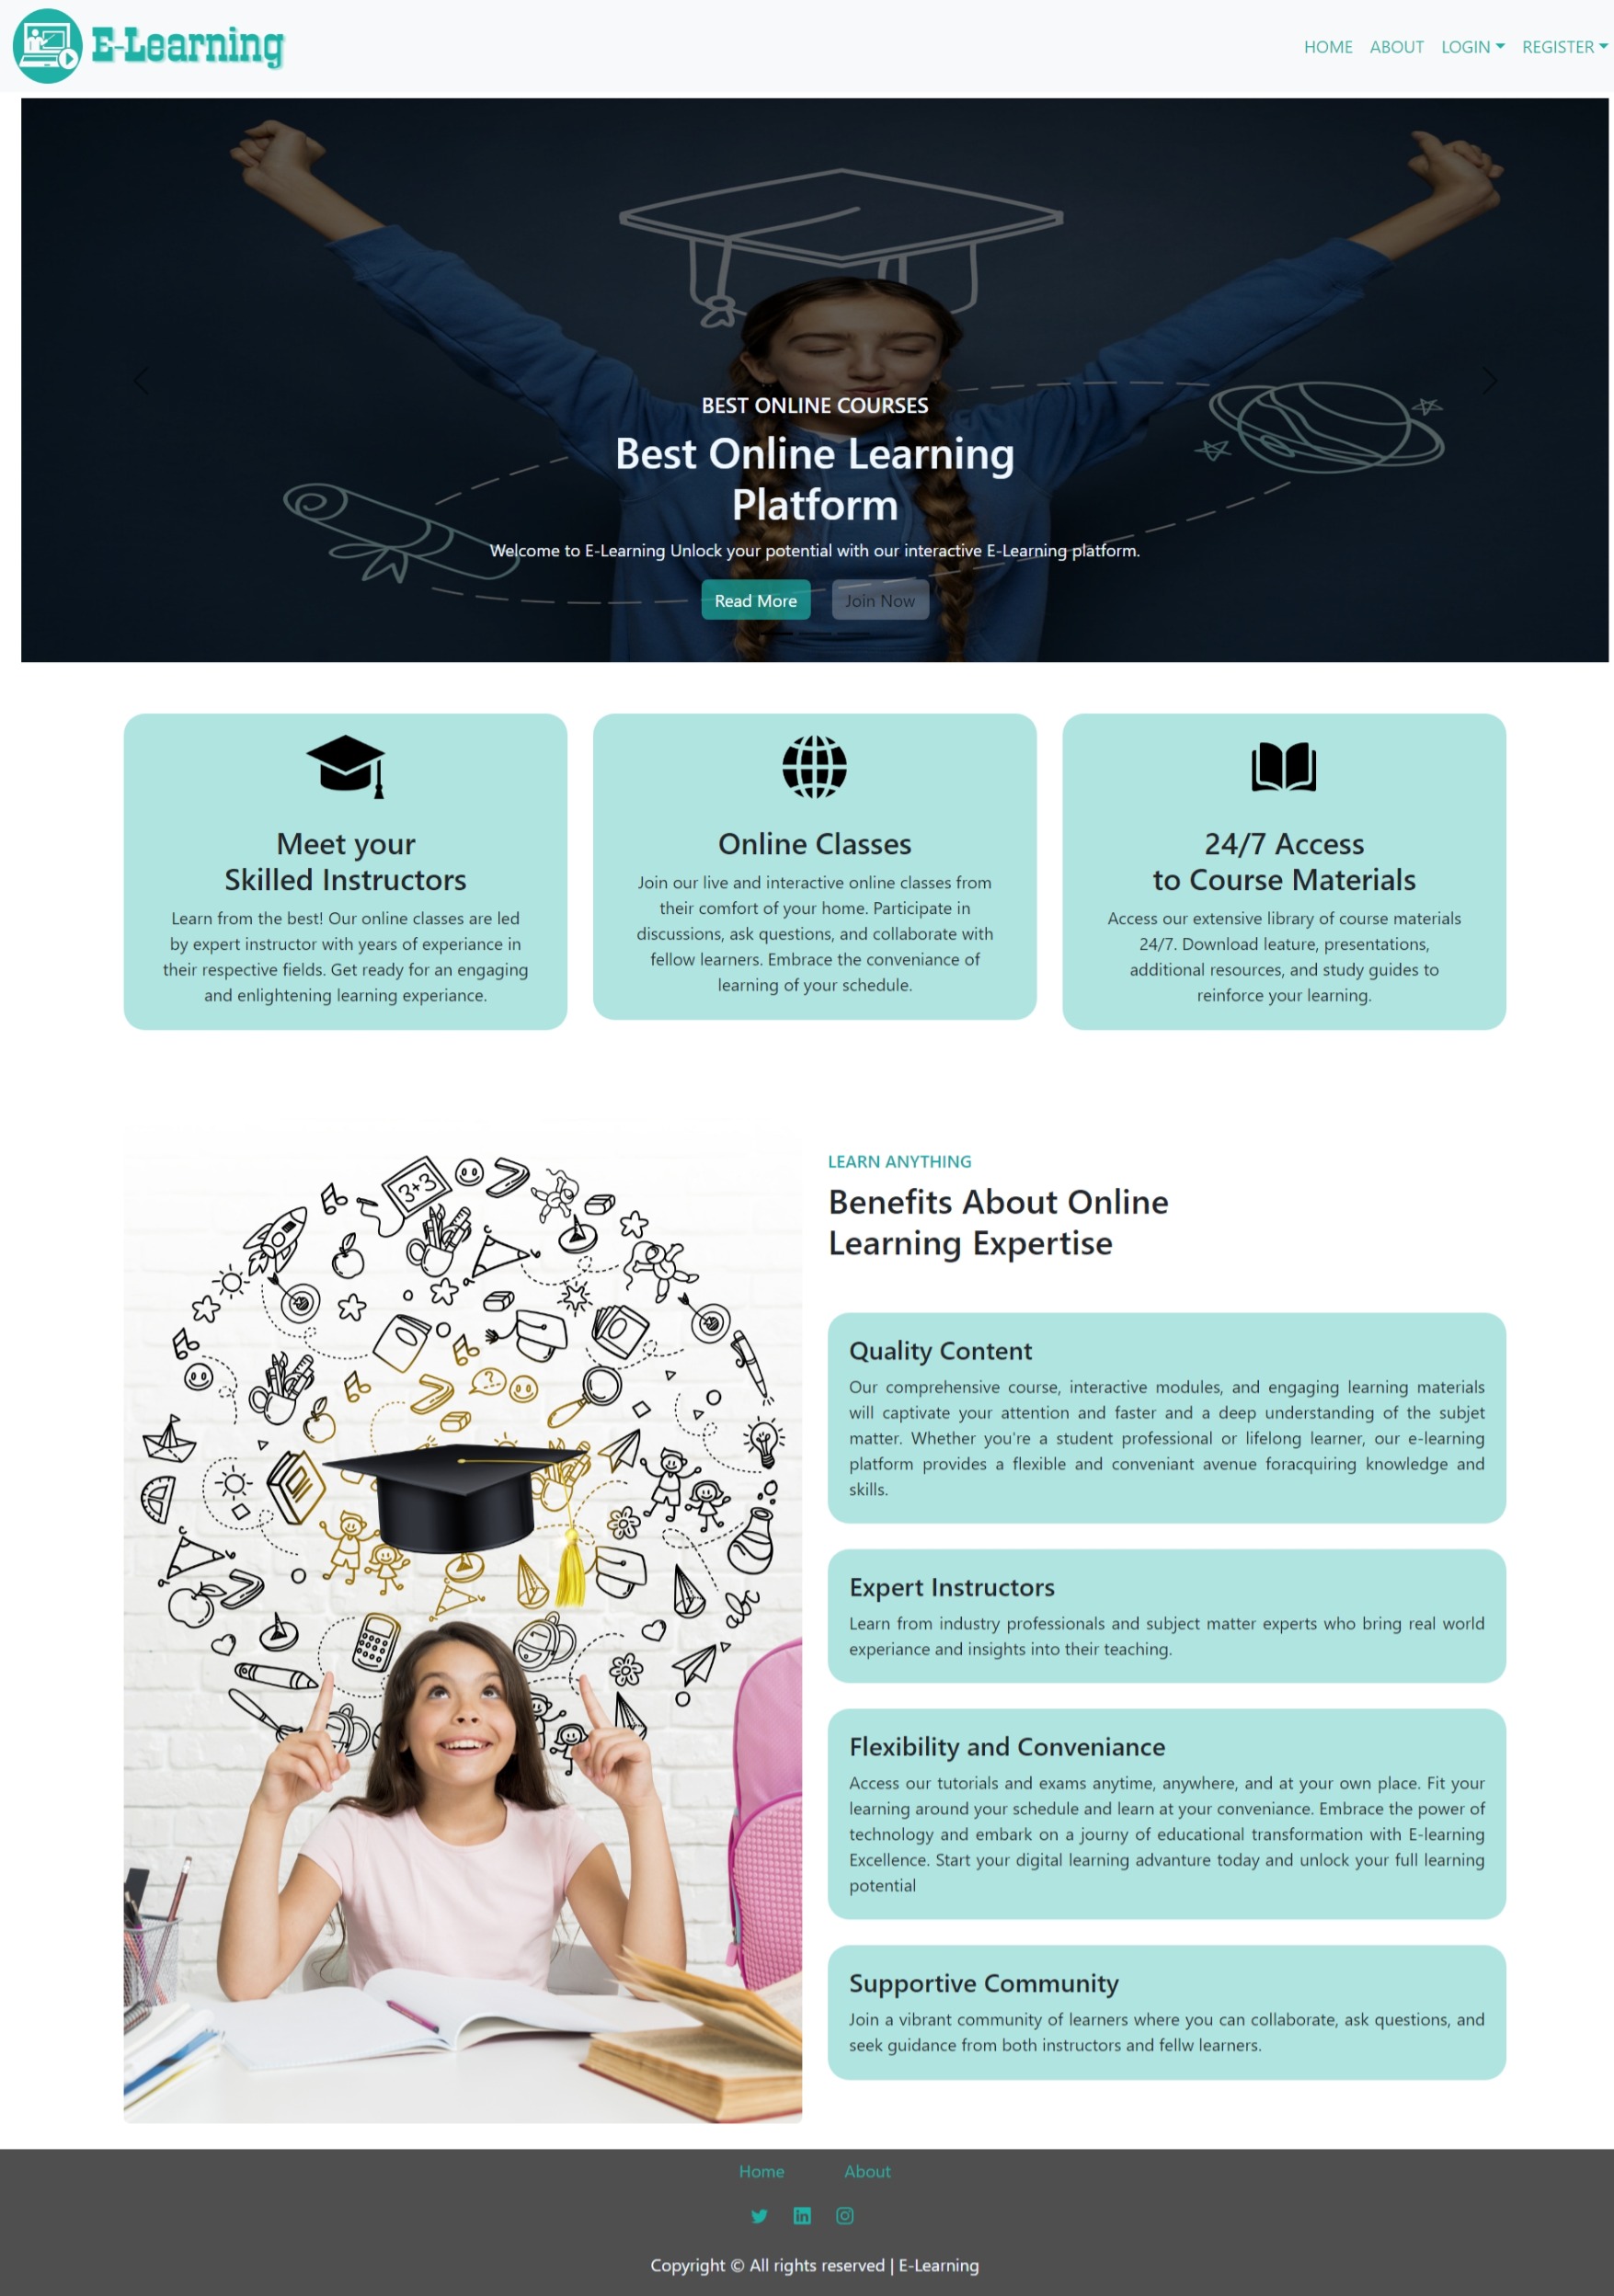 E-Learning
HOME ABOUT LOGIN REGISTER
BEST ONLINE COURSES
Best Online Learning
Platform
Welcome to E-Learning Unlock your potential with our interactive E-Learning platform.
Read More Join Now
Meet your
Skilled Instructors
Learn from the best! Our online classes are led
by expert instructor with years of experiance in
their respective fields. Get ready for an engaging
and enlightening learning experiance.
Online Classes
Join our live and interactive online classes from
their comfort of your home. Participate in
discussions, ask questions, and collaborate with
fellow learners. Embrace the conveniance of
learning of your schedule.
24/7 Access
to Course Materials
Access our extensive library of course materials
24/7. Download leature, presentations,
additional resources, and study guides to
reinforce your learning.
3+3
abc
LEARN ANYTHING
Benefits About Online
Learning Expertise
Quality Content
Our comprehensive course, interactive modules, and engaging learning materials
will captivate your attention and faster and a deep understanding of the subjet
matter. Whether you're a student professional or lifelong learner, our e-learning
platform provides a flexible and conveniant avenue foracquiring knowledge and
skills.
Expert Instructors
Learn from industry professionals and subject matter experts who bring real world
experiance and insights into their teaching.
Flexibility and Conveniance
Access our tutorials and exams anytime, anywhere, and at your own place. Fit your
learning around your schedule and learn at your conveniance. Embrace the power of
technology and embark on a journy of educational transformation with E-learning
Excellence. Start your digital learning advanture today and unlock your full learning
potential
Supportive Community
Join a vibrant community of learners where you can collaborate, ask questions, and
seek guidance from both instructors and fellw learners.
Home About
Copyright © All rights reserved | E-Learning